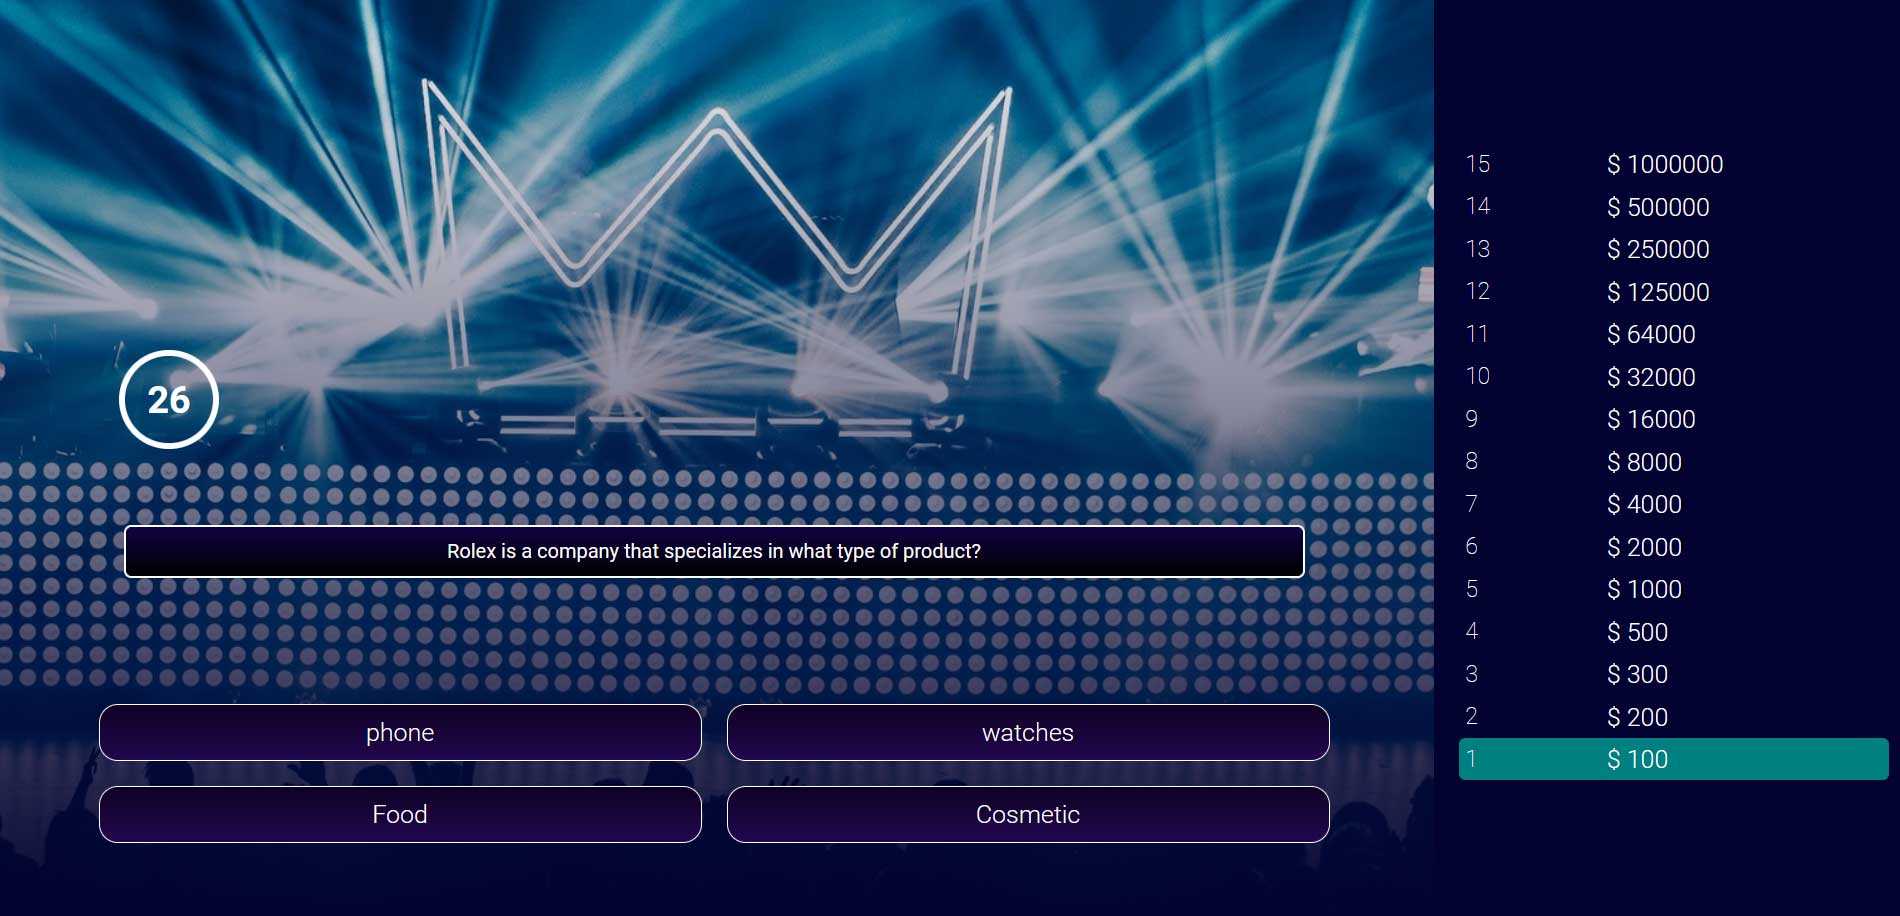 26
Rolex is a company that specializes in what type of product?
phone
watches
Food
Cosmetic
15 $ 1000000
14 $ 500000
13 $ 250000
12 $ 125000
11 $ 64000
10 $ 32000
9 $ 16000
8 $ 8000
7 $ 4000
6 $ 2000
5 $ 1000
4 $ 500
3 $ 300
2 $ 200
1 $ 100